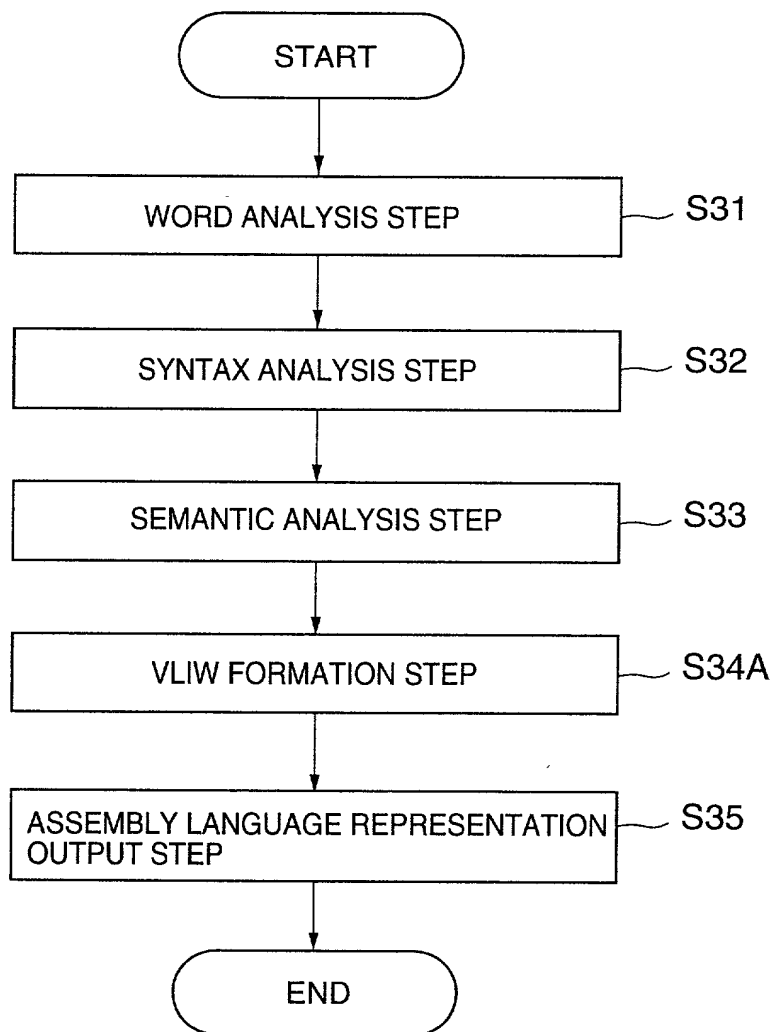 START
WORD ANALYSIS STEP
S31
SYNTAX ANALYSIS STEP
S32
SEMANTIC ANALYSIS STEP
S33
VLIW FORMATION STEP
S34A
ASSEMBLY LANGUAGE REPRESENTATION
OUTPUT STEP
S35
END